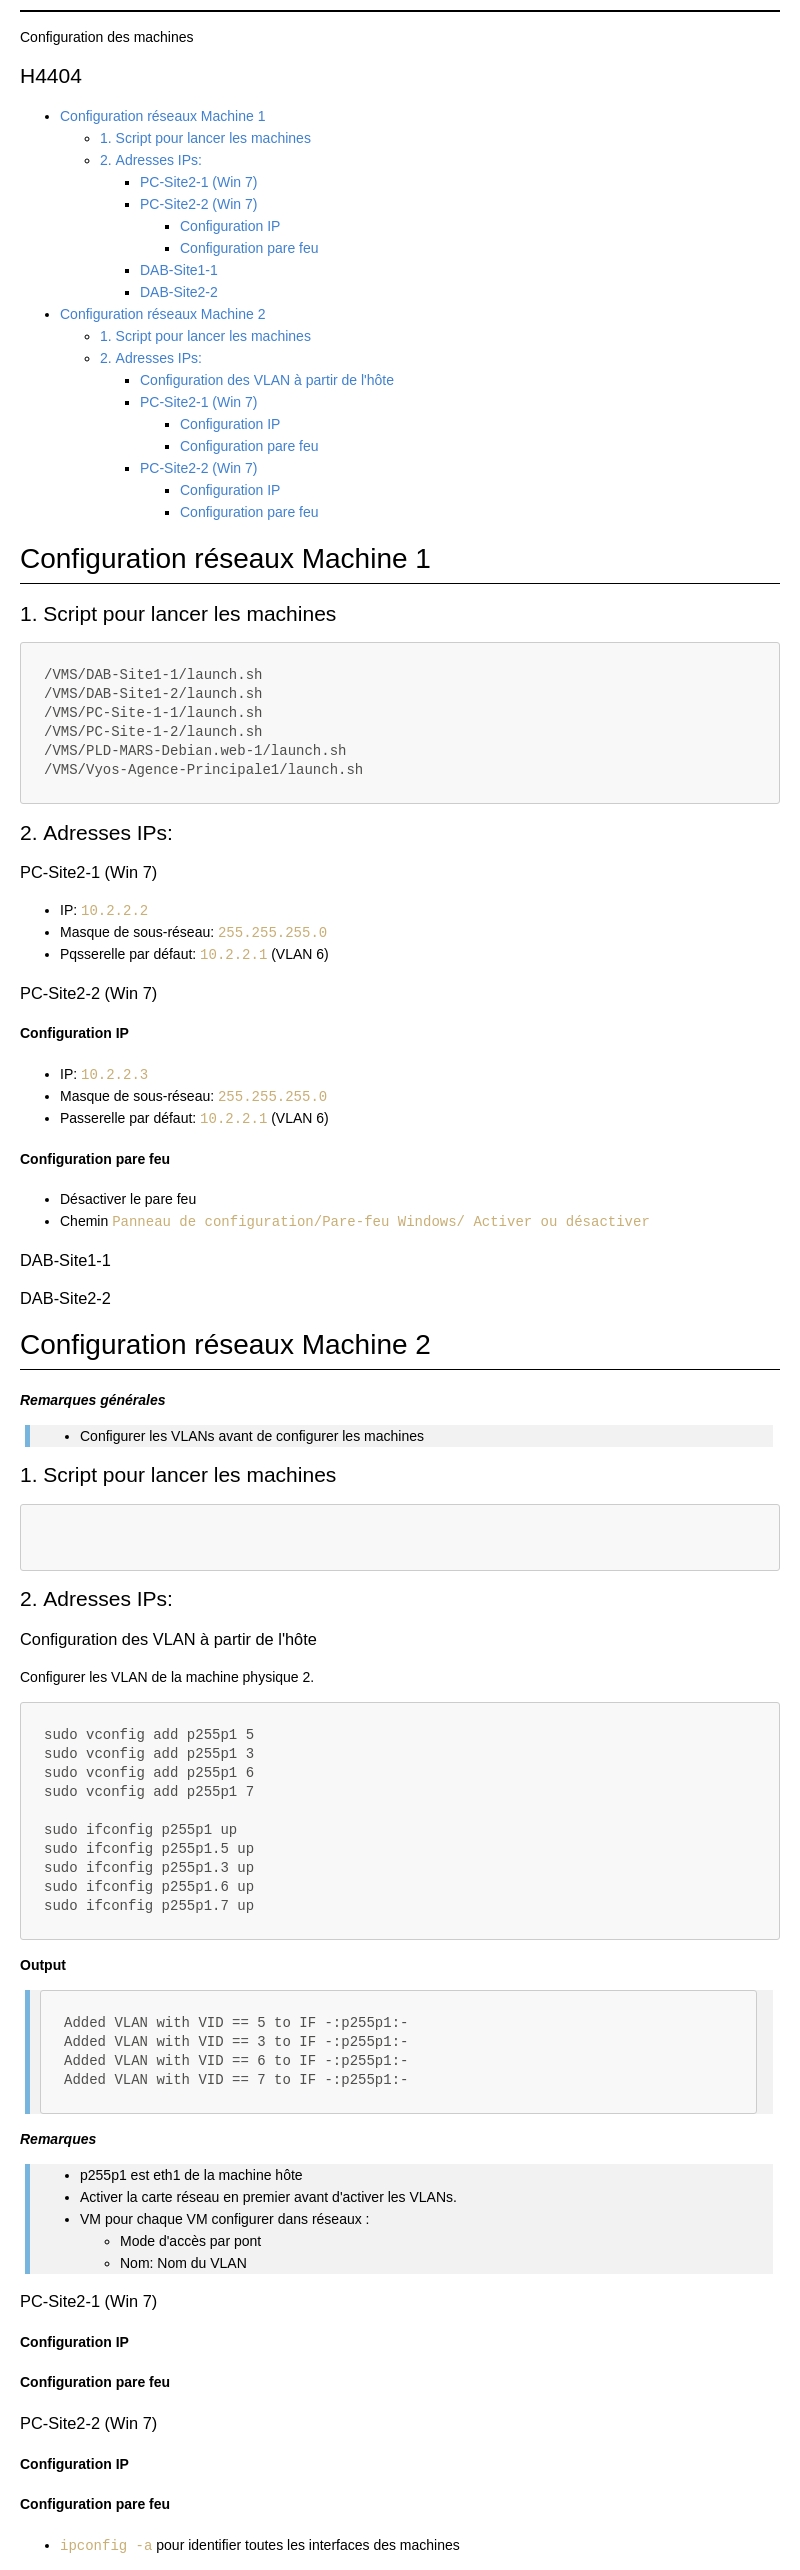 Configuration des machines
H4404
Configuration réseaux Machine 1
1. Script pour lancer les machines
2. Adresses IPs:
PC-Site2-1 (Win 7)
PC-Site2-2 (Win 7)
Configuration IP
Configuration pare feu
DAB-Site1-1
DAB-Site2-2
Configuration réseaux Machine 2
1. Script pour lancer les machines
2. Adresses IPs:
Configuration des VLAN à partir de l'hôte
PC-Site2-1 (Win 7)
Configuration IP
Configuration pare feu
PC-Site2-2 (Win 7)
Configuration IP
Configuration pare feu
Configuration réseaux Machine 1
1. Script pour lancer les machines
/VMS/DAB-Site1-1/launch.sh
/VMS/DAB-Site1-2/launch.sh
/VMS/PC-Site-1-1/launch.sh
/VMS/PC-Site-1-2/launch.sh
/VMS/PLD-MARS-Debian.web-1/launch.sh
/VMS/Vyos-Agence-Principale1/launch.sh
2. Adresses IPs:
PC-Site2-1 (Win 7)
IP: 10.2.2.2
Masque de sous-réseau: 255.255.255.0
Pqsserelle par défaut: 10.2.2.1 (VLAN 6)
PC-Site2-2 (Win 7)
Configuration IP
IP: 10.2.2.3
Masque de sous-réseau: 255.255.255.0
Passerelle par défaut: 10.2.2.1 (VLAN 6)
Configuration pare feu
Désactiver le pare feu
Chemin Panneau de configuration/Pare-feu Windows/ Activer ou désactiver
DAB-Site1-1
DAB-Site2-2
Configuration réseaux Machine 2
Remarques générales
Configurer les VLANs avant de configurer les machines
1. Script pour lancer les machines
2. Adresses IPs:
Configuration des VLAN à partir de l'hôte
Configurer les VLAN de la machine physique 2.
sudo vconfig add p255p1 5
sudo vconfig add p255p1 3
sudo vconfig add p255p1 6
sudo vconfig add p255p1 7
sudo ifconfig p255p1 up
sudo ifconfig p255p1.5 up
sudo ifconfig p255p1.3 up
sudo ifconfig p255p1.6 up
sudo ifconfig p255p1.7 up
Output
Added VLAN with VID == 5 to IF -:p255p1:-
Added VLAN with VID == 3 to IF -:p255p1:-
Added VLAN with VID == 6 to IF -:p255p1:-
Added VLAN with VID == 7 to IF -:p255p1:-
Remarques
p255p1 est eth1 de la machine hôte
Activer la carte réseau en premier avant d'activer les VLANs.
VM pour chaque VM configurer dans réseaux :
Mode d'accès par pont
Nom: Nom du VLAN
PC-Site2-1 (Win 7)
Configuration IP
Configuration pare feu
PC-Site2-2 (Win 7)
Configuration IP
Configuration pare feu
ipconfig -a pour identifier toutes les interfaces des machines